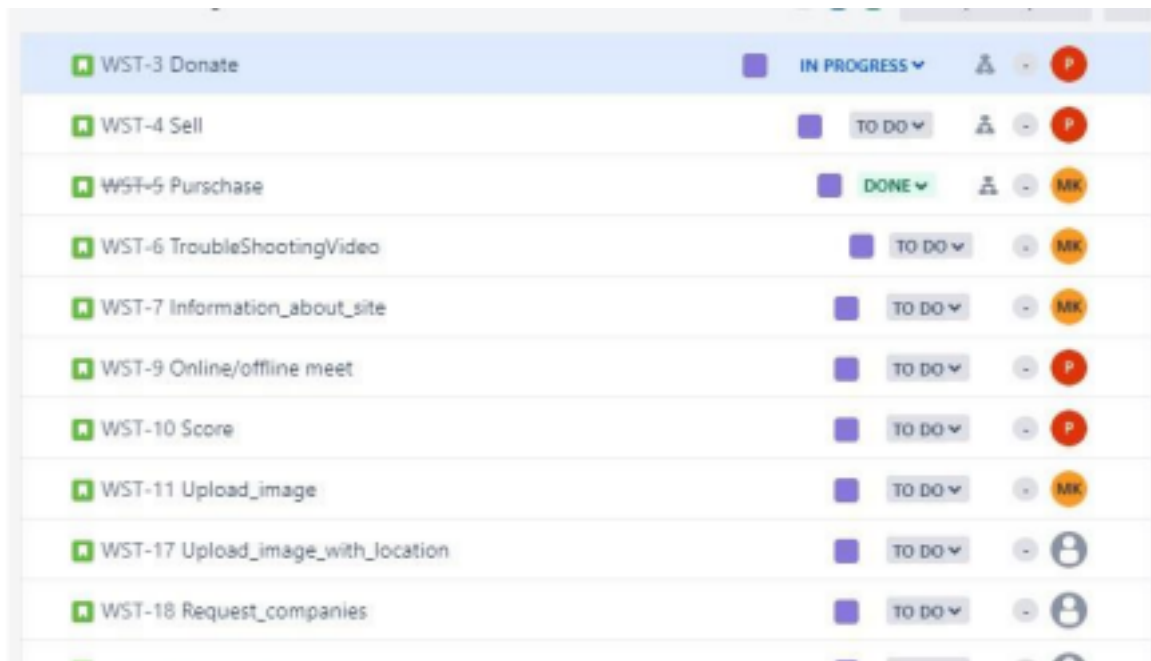 WST-3 Donate IN PROGRESS - P
WST-4 Sell TO DO - P
WST-5 Purschase DONE - MK
WST-6 TroubleShootingVideo TO DO - MK
WST-7 Information_about_site TO DO - MK
WST-9 Online/offline meet TO DO - P
WST-10 Score TO DO - P
WST-11 Upload_image TO DO - MK
WST-17 Upload_image_with_location TO DO -
WST-18 Request_companies TO DO -